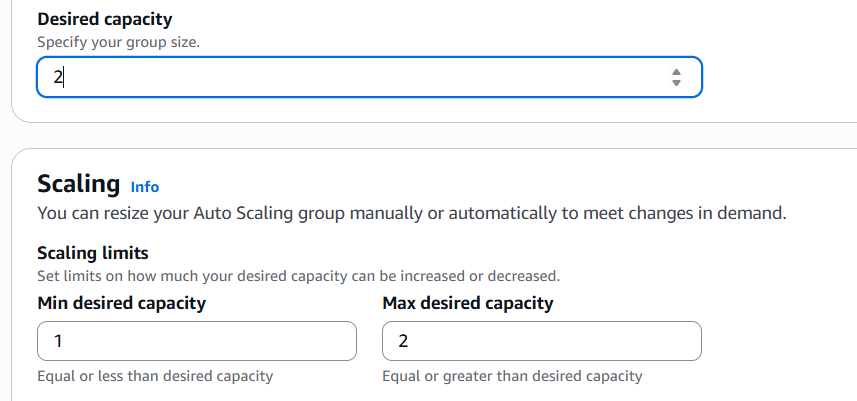 Desired capacity
Specify your group size.
2
Scaling Info
You can resize your Auto Scaling group manually or automatically to meet changes in demand.
Scaling limits
Set limits on how much your desired capacity can be increased or decreased.
Min desired capacity Max desired capacity
1 2
Equal or less than desired capacity Equal or greater than desired capacity